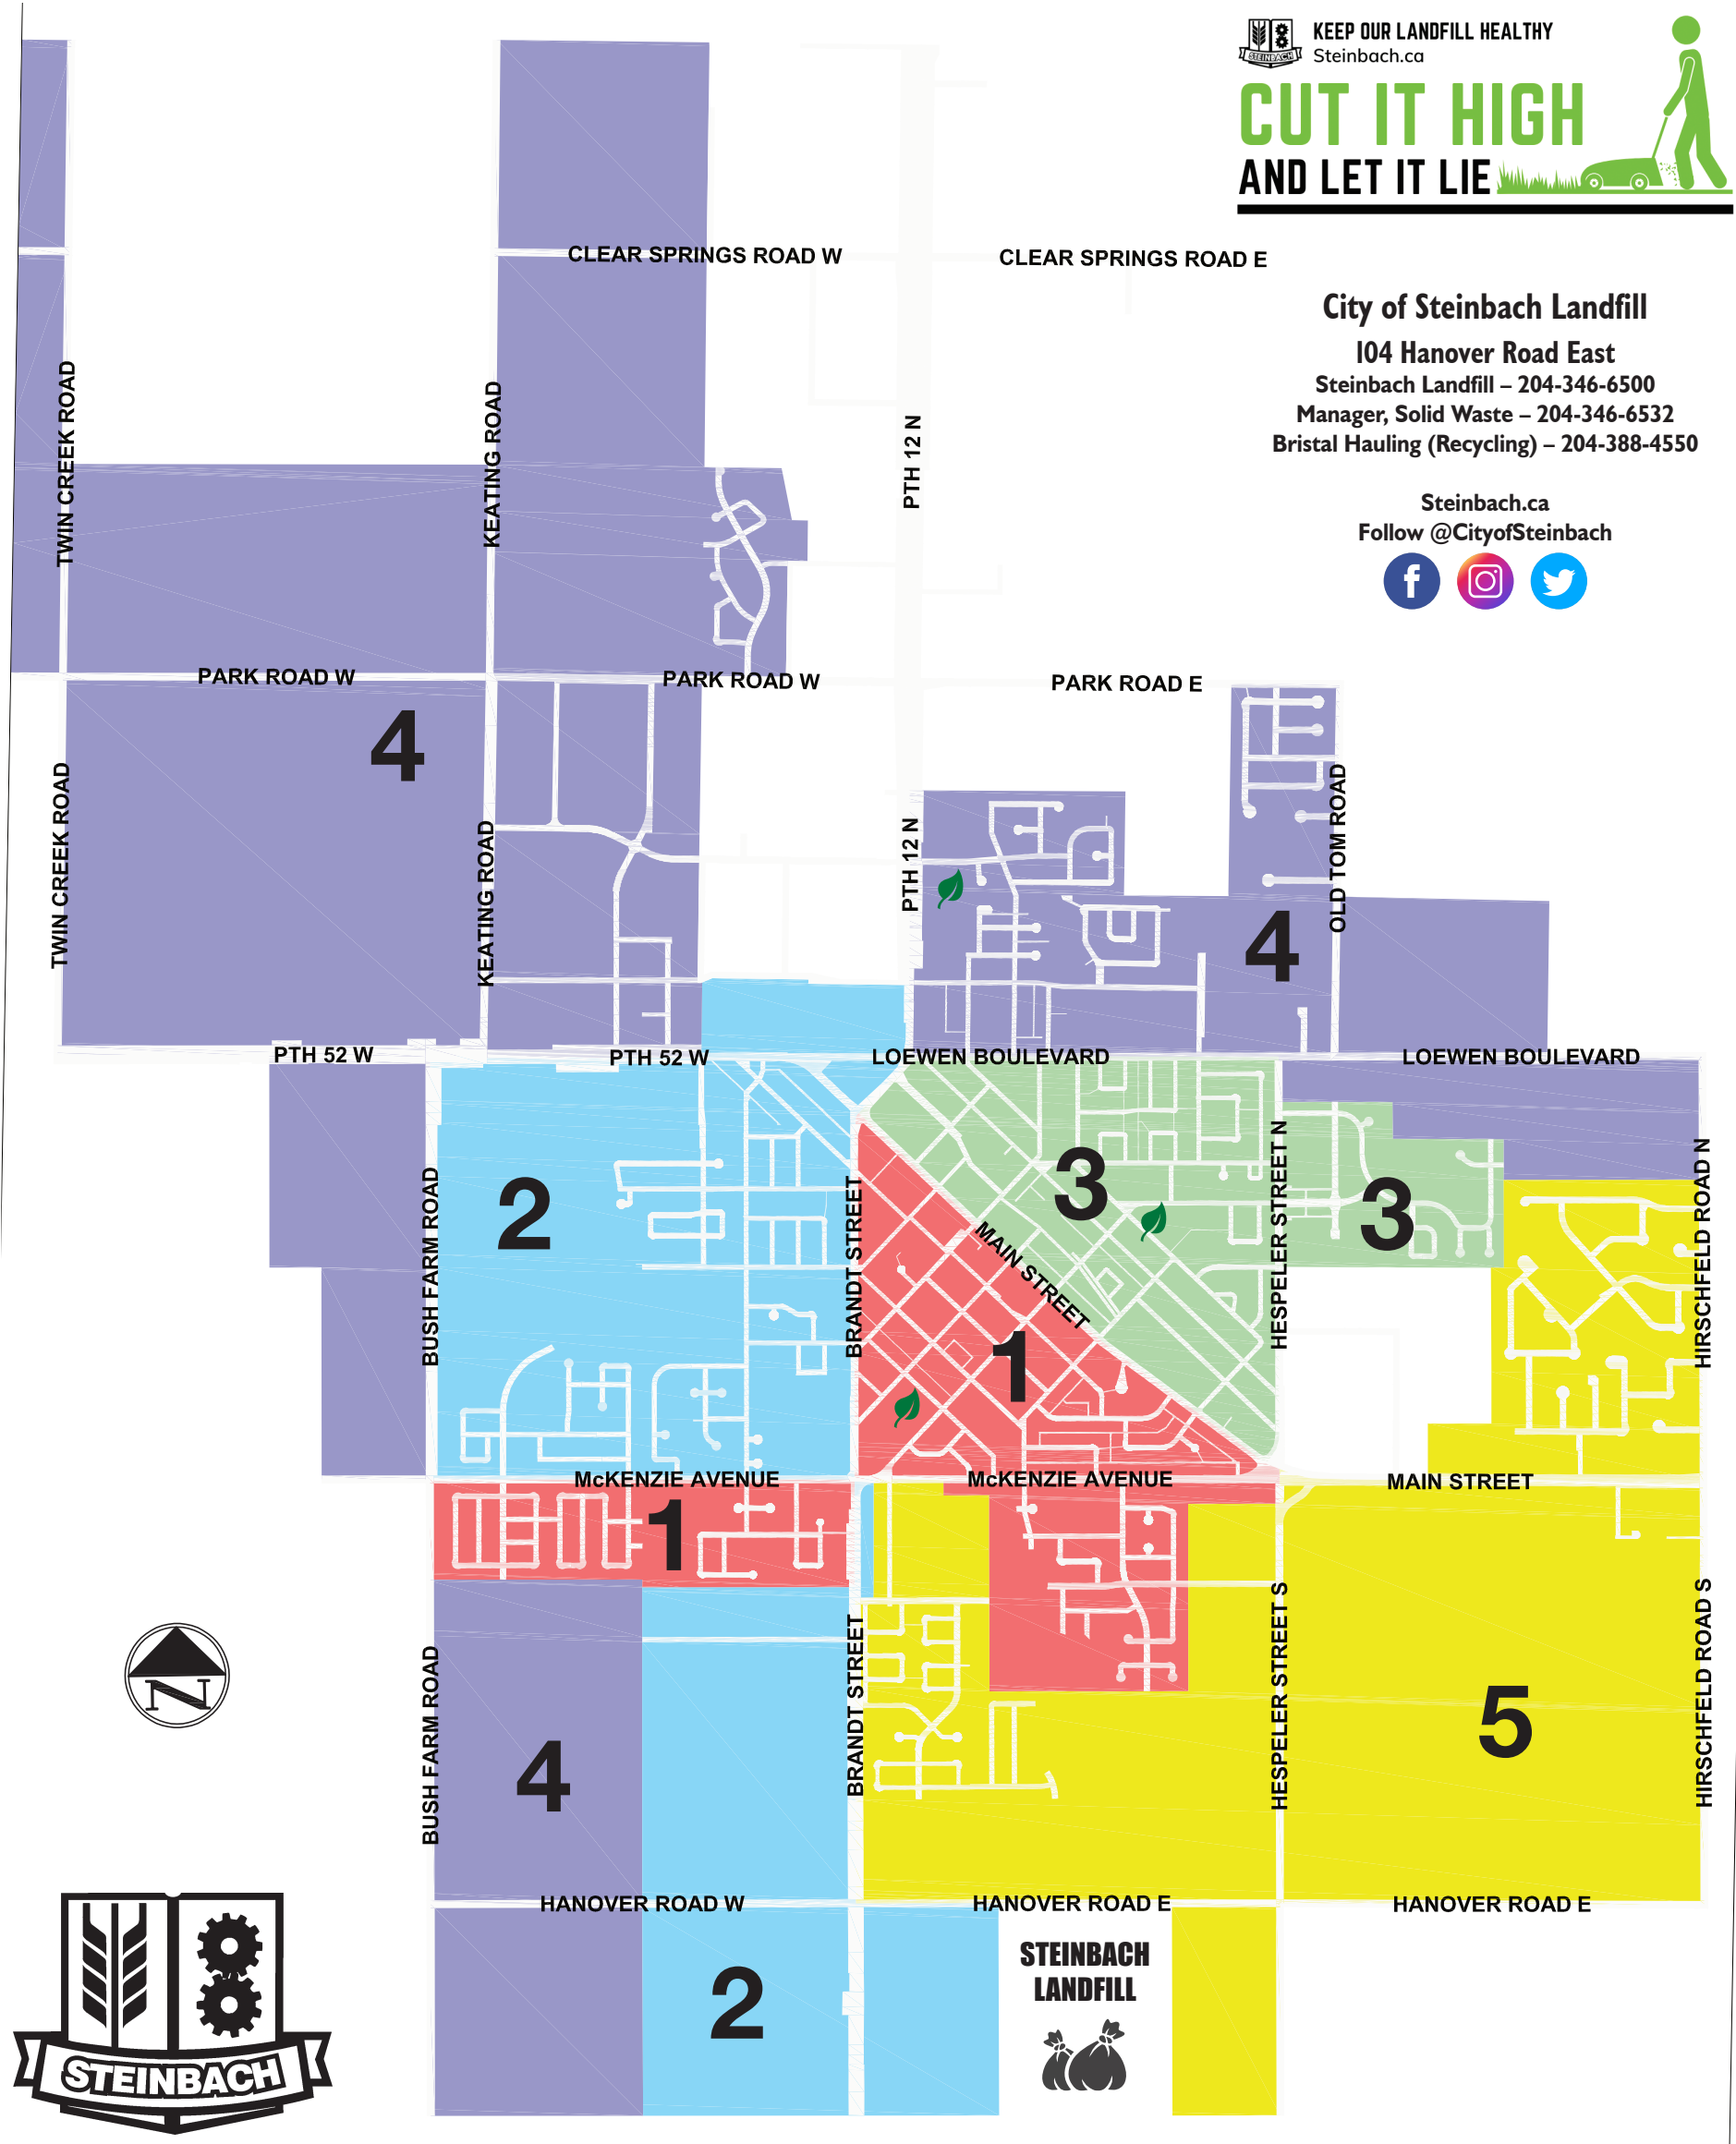 STEINBACH
KEEP OUR LANDFILL HEALTHY
Steinbach.ca
CUT IT HIGH
AND LET IT LIE
City of Steinbach Landfill
104 Hanover Road East
Steinbach Landfill – 204-346-6500
Manager, Solid Waste – 204-346-6532
Bristal Hauling (Recycling) – 204-388-4550
Steinbach.ca
Follow @CityofSteinbach
CLEAR SPRINGS ROAD W
CLEAR SPRINGS ROAD E
TWIN CREEK ROAD
KEATING ROAD
PTH 12 N
PARK ROAD W
PARK ROAD W
PARK ROAD E
4
TWIN CREEK ROAD
KEATING ROAD
PTH 12 N
OLD TOM ROAD
4
PTH 52 W
PTH 52 W
LOEWEN BOULEVARD
LOEWEN BOULEVARD
BUSH FARM ROAD
2
BRANDT STREET
MAIN STREET
3
HESPELER STREET N
3
HIRSCHFELD ROAD N
1
McKENZIE AVENUE
McKENZIE AVENUE
MAIN STREET
1
N
BUSH FARM ROAD
4
BRANDT STREET
HESPELER STREET S
5
HIRSCHFELD ROAD S
HANOVER ROAD W
HANOVER ROAD E
HANOVER ROAD E
2
STEINBACH
LANDFILL
STEINBACH